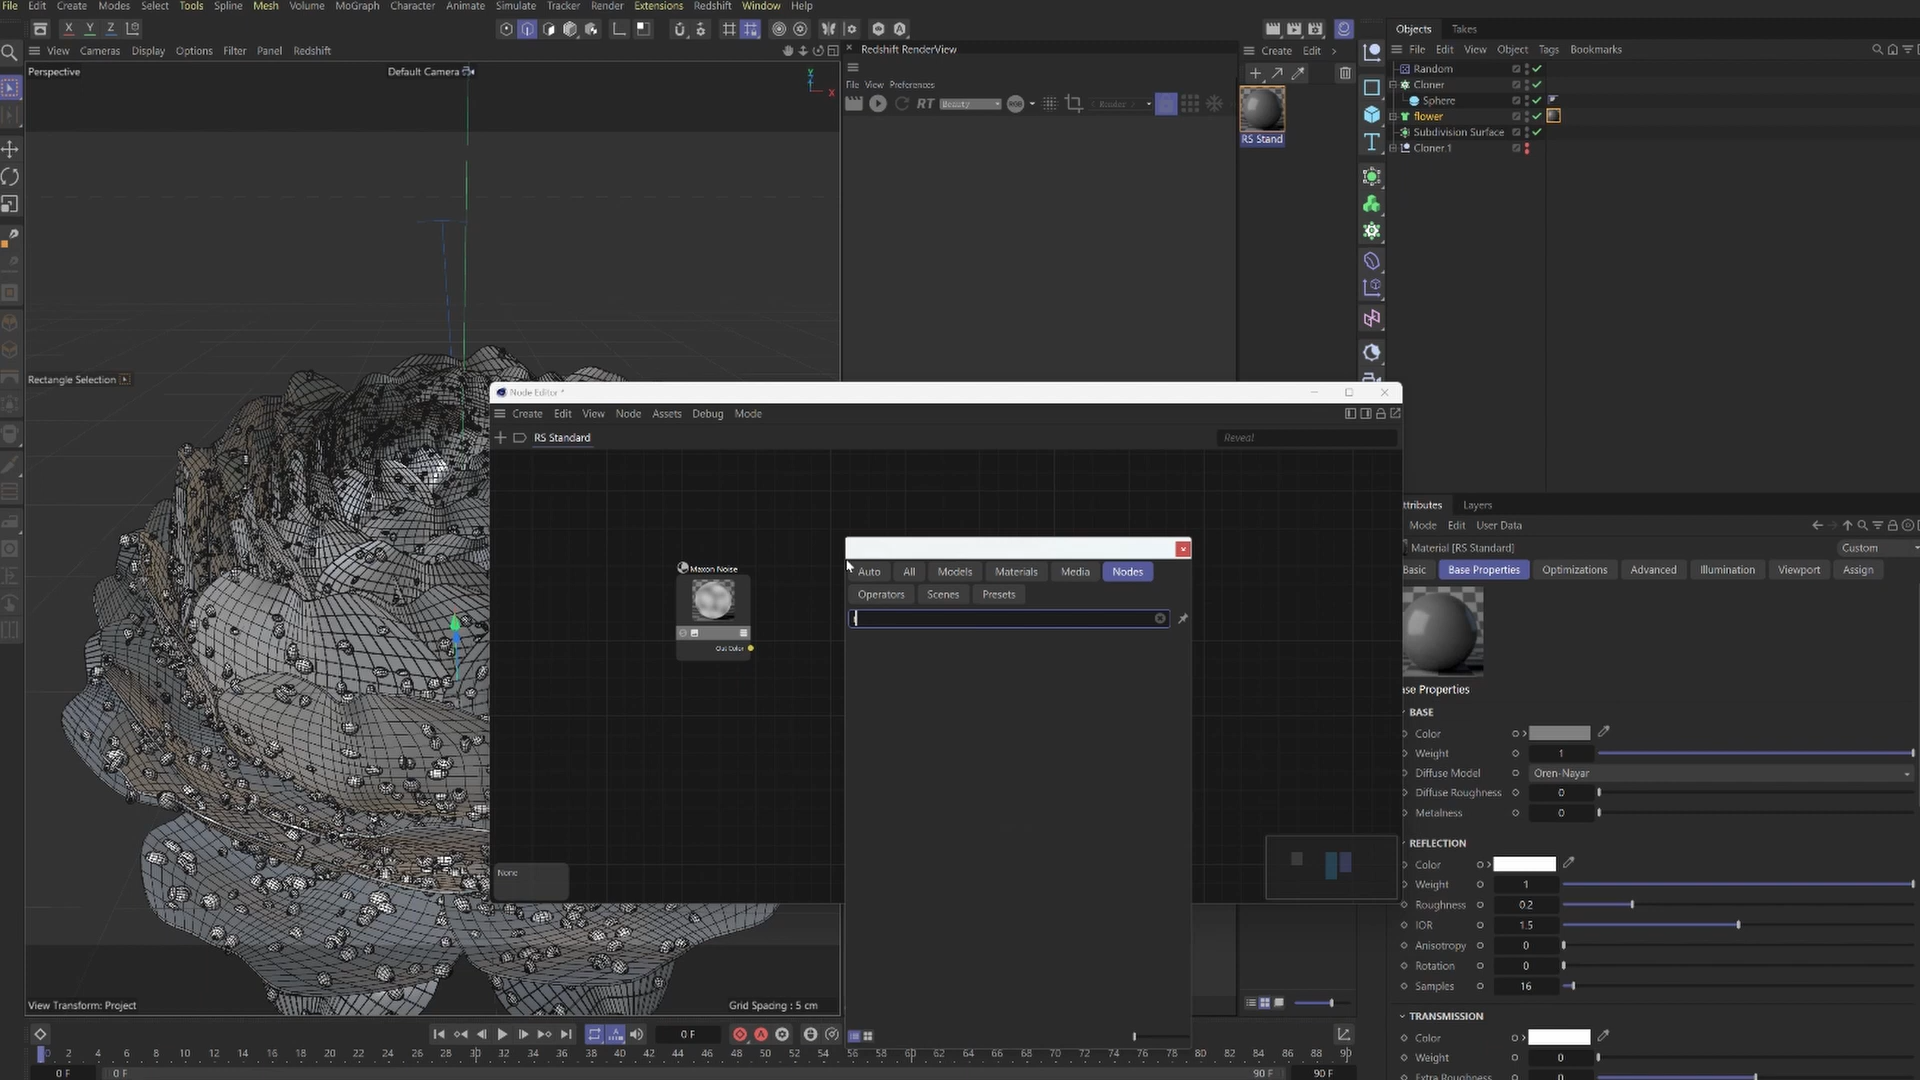 File Edit Create Modes Select Tools Spline Mesh Volume MoGraph Character Animate Simulate Tracker Render Extensions Redshift Window Help
X Y Z
View Cameras Display Options Filter Panel Redshift
Perspective
Default Camera
Y
X
Rectangle Selection
View Transform: Project
Grid Spacing : 5 cm
Redshift RenderView
File View Preferences
RT Beauty RGB < Render >
Create Edit
RS Stand
Objects Takes
File Edit View Object Tags Bookmarks
Random
Cloner
Sphere
flower
Subdivision Surface
Cloner.1
Node Editor *
Create Edit View Node Assets Debug Mode
RS Standard
Reveal
Maxon Noise
Out Color
None
Auto All Models Materials Media Nodes
Operators Scenes Presets
ttributes Layers
Mode Edit User Data
Material [RS Standard]
Custom
Basic Base Properties Optimizations Advanced Illumination Viewport Assign
ase Properties
BASE
Color
Weight 1
Diffuse Model Oren-Nayar
Diffuse Roughness 0
Metalness 0
REFLECTION
Color
Weight 1
Roughness 0.2
IOR 1.5
Anisotropy 0
Rotation 0
Samples 16
TRANSMISSION
Color
Weight 0
Extra Roughness 0
0 F
0 2 4 6 8 10 12 14 16 18 20 22 24 26 28 30 32 34 36 38 40 42 44 46 48 50 52 54 56 58 60 62 64 66 68 70 72 74 76 78 80 82 84 86 88 90
0 F 0 F 90 F 90 F